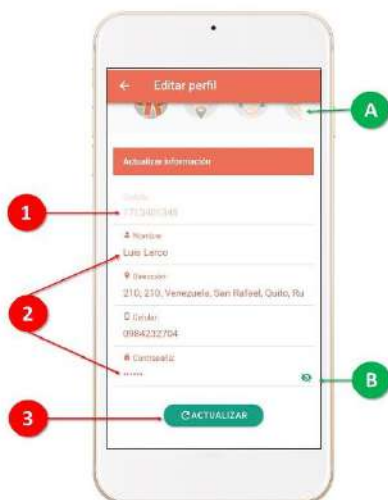 Editar perfil
A
Actualizar información
Cédula
1
Nombre
Luis Lerco
Dirección
2
210, 210, Venezuela, San Rafael, Quito, Ru
Celular
0984232704
Contraseña
B
3
ACTUALIZAR